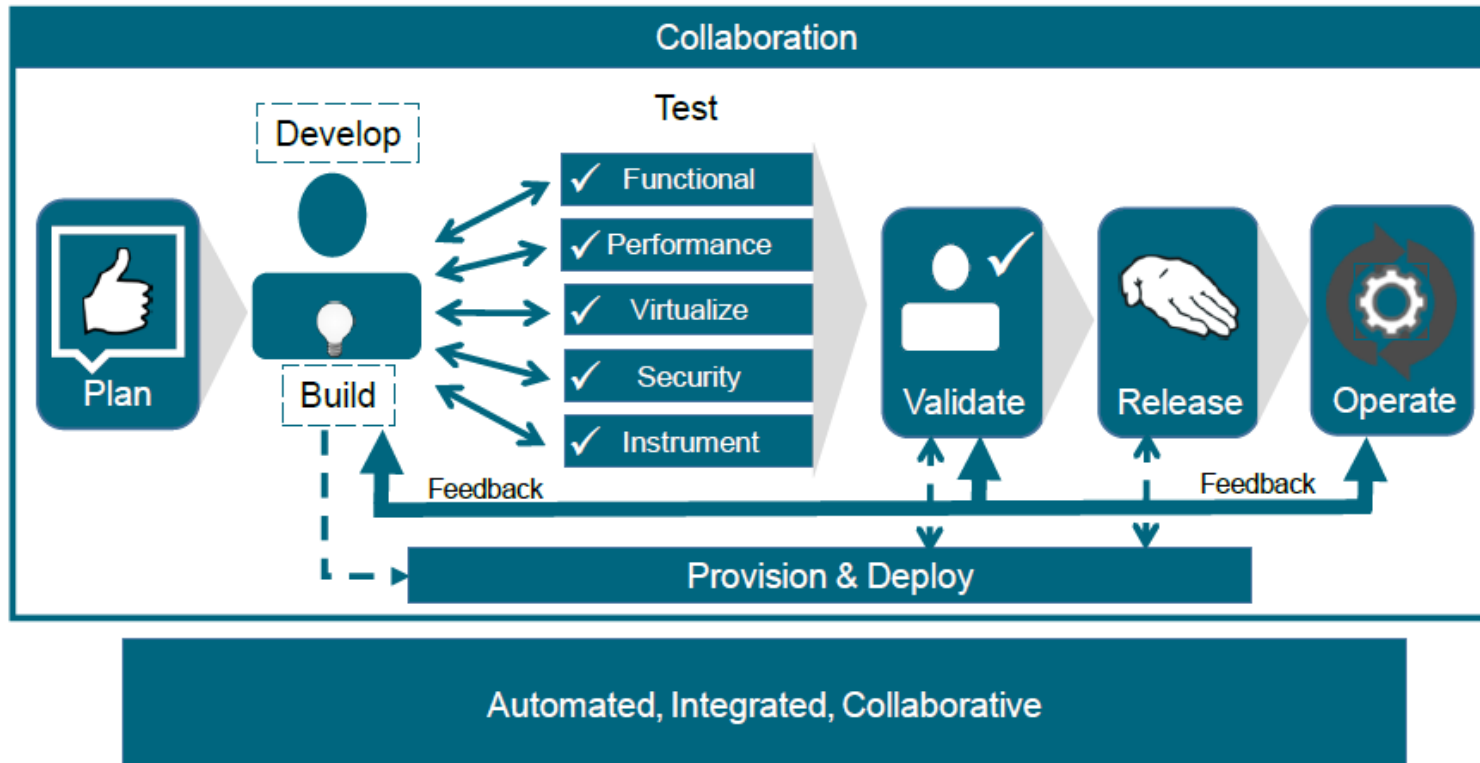 Collaboration
Test
Develop
Functional
Performance
Virtualize
Security
Instrument
Plan
Build
Validate
Release
Operate
Feedback
Feedback
Provision & Deploy
Automated, Integrated, Collaborative